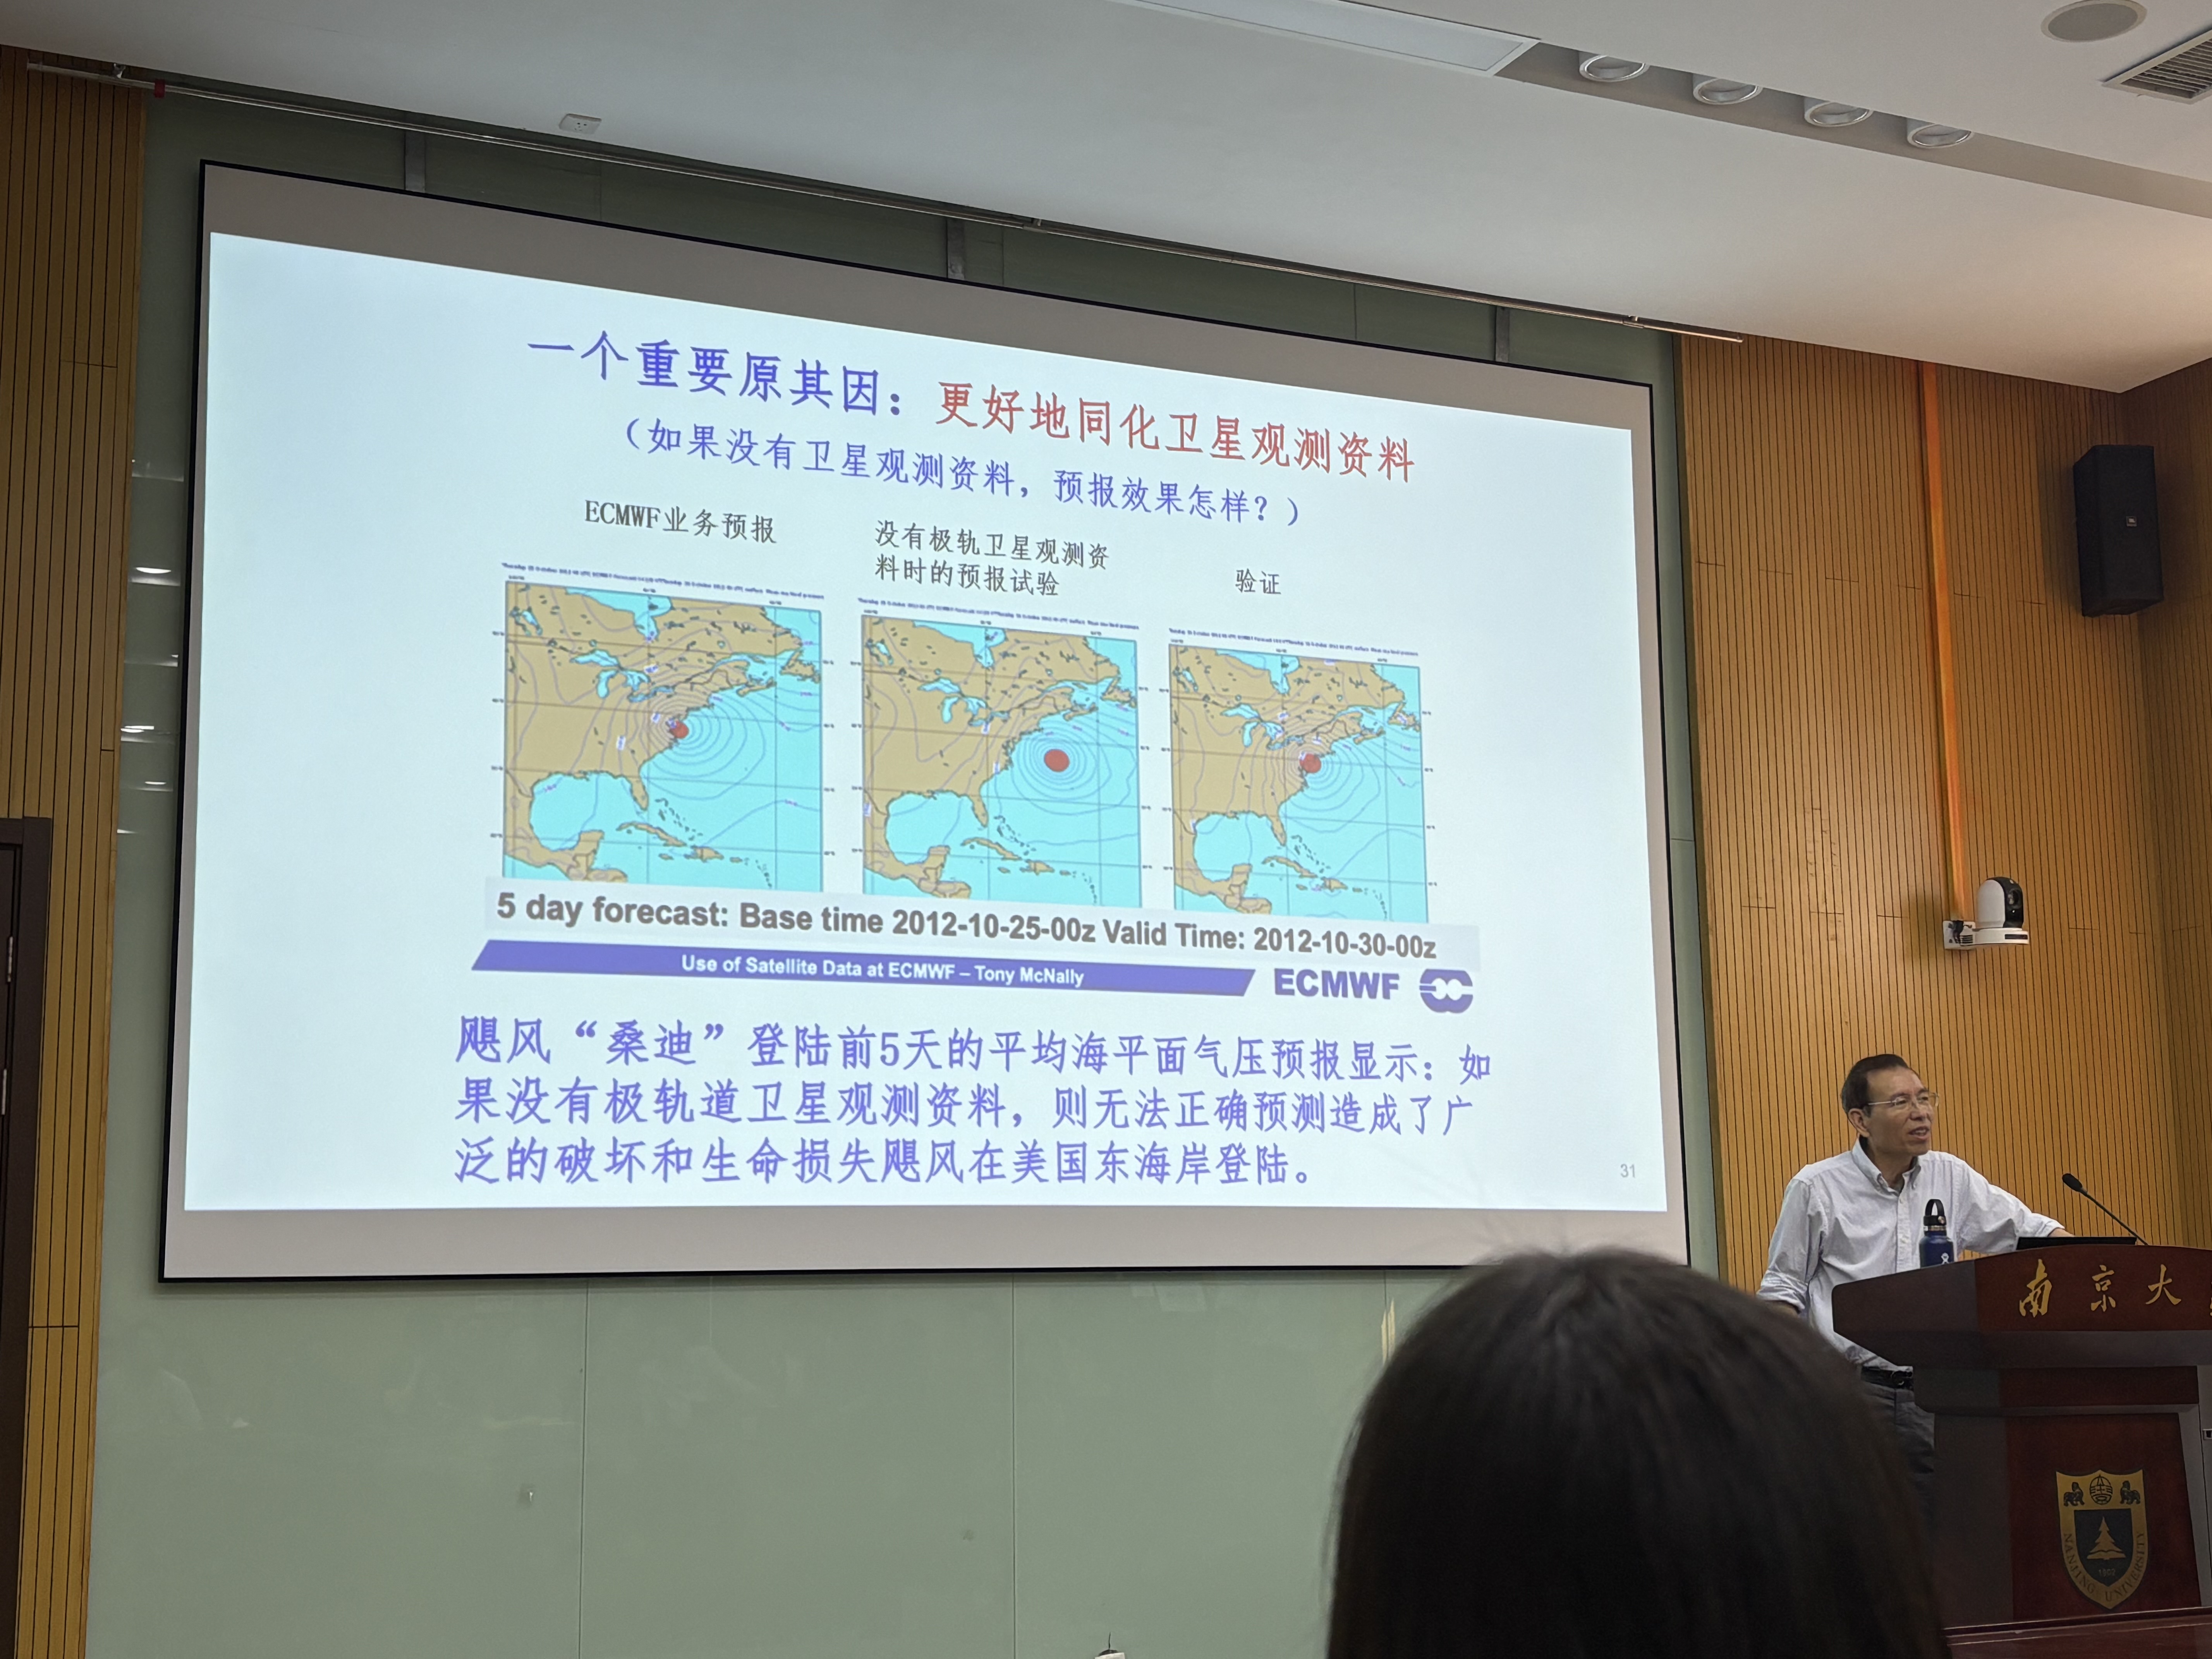 一个重要原其因：更好地同化卫星观测资料
（如果没有卫星观测资料，预报效果怎样？）
ECMWF业务预报
没有极轨卫星观测资
料时的预报试验
验证
5 day forecast: Base time 2012-10-25-00z Valid Time: 2012-10-30-00z
Use of Satellite Data at ECMWF – Tony McNally
ECMWF
飓风“桑迪”登陆前5天的平均海平面气压预报显示：如
果没有极轨道卫星观测资料，则无法正确预测造成了广
泛的破坏和生命损失飓风在美国东海岸登陆。
31
南京大
NANJING UNIVERSITY
1902